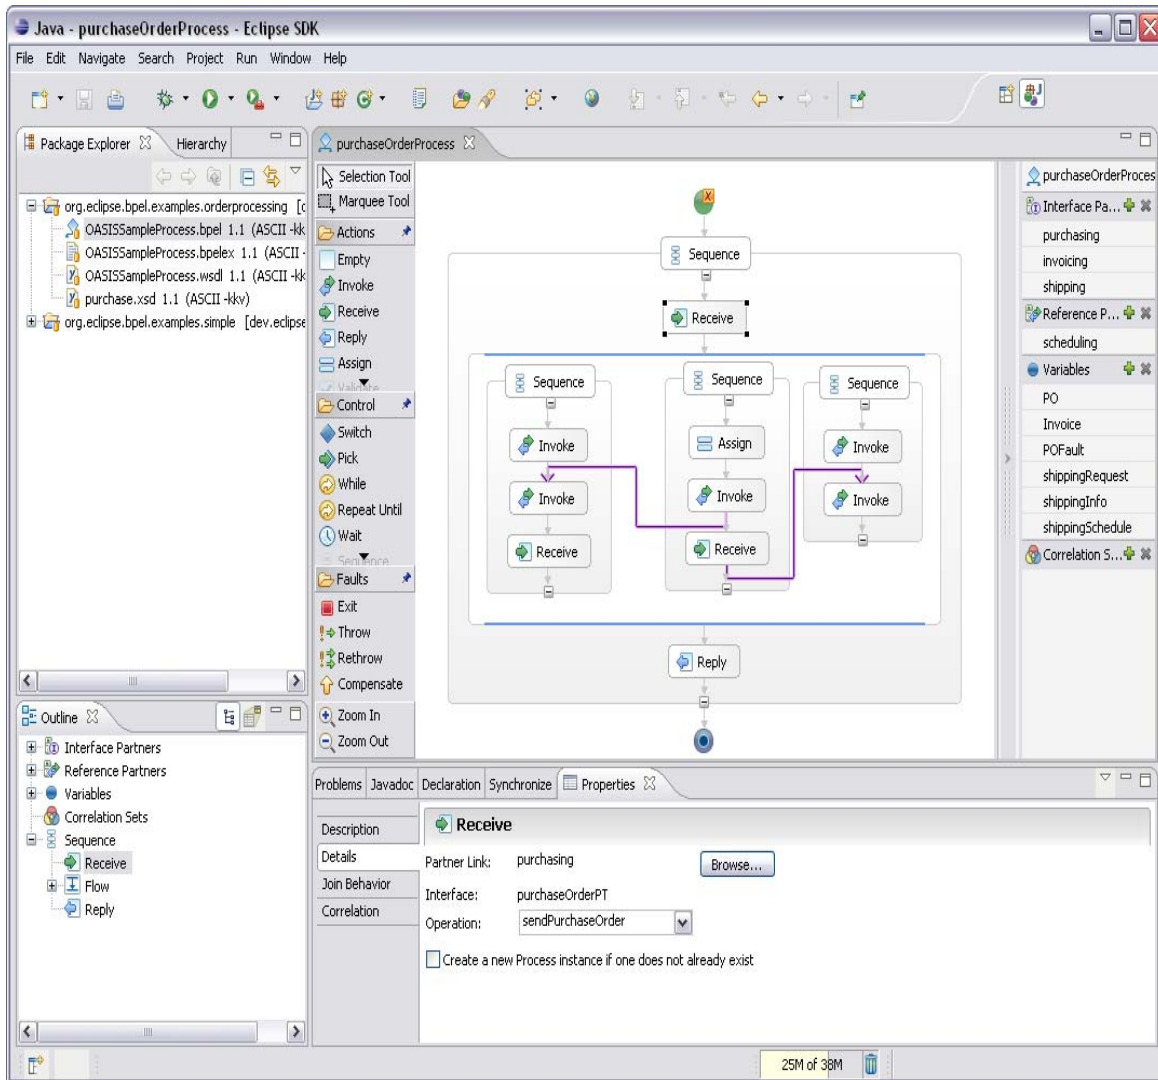 Java - purchaseOrderProcess - Eclipse SDK
File Edit Navigate Search Project Run Window Help
Package Explorer
Hierarchy
org.eclipse.bpel.examples.orderprocessing [c
OASISSampleProcess.bpel 1.1 (ASCII -kk
OASISSampleProcess.bpelex 1.1 (ASCII -
OASISSampleProcess.wsdl 1.1 (ASCII -kk
purchase.xsd 1.1 (ASCII -kkv)
org.eclipse.bpel.examples.simple [dev.eclipse
Outline
Interface Partners
Reference Partners
Variables
Correlation Sets
Sequence
Receive
Flow
Reply
purchaseOrderProcess
Selection Tool
Marquee Tool
Actions
Empty
Invoke
Receive
Reply
Assign
Validate
Control
Switch
Pick
While
Repeat Until
Wait
Sequence
Faults
Exit
Throw
Rethrow
Compensate
Zoom In
Zoom Out
Sequence
Receive
Sequence Sequence Sequence
Invoke Assign Invoke
Invoke Invoke Invoke
Receive Receive
Reply
purchaseOrderProces
Interface Pa...
purchasing
invoicing
shipping
Reference P...
scheduling
Variables
PO
Invoice
POFault
shippingRequest
shippingInfo
shippingSchedule
Correlation S...
Problems Javadoc Declaration Synchronize Properties
Description
Details
Join Behavior
Correlation
Receive
Partner Link: purchasing Browse...
Interface: purchaseOrderPT
Operation: sendPurchaseOrder
Create a new Process instance if one does not already exist
25M of 38M